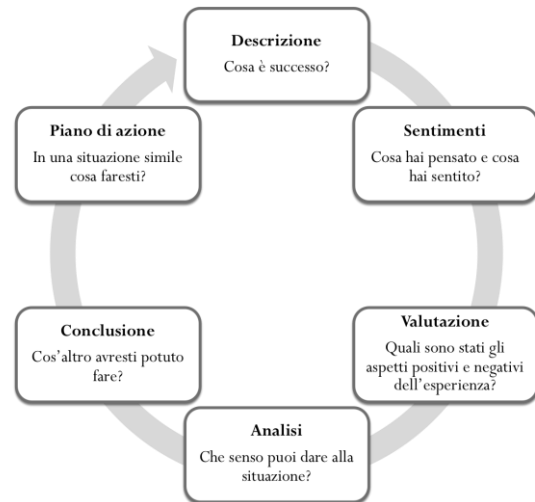 Descrizione
Cosa è successo?
Sentimenti
Cosa hai pensato e cosa
hai sentito?
Valutazione
Quali sono stati gli
aspetti positivi e negativi
dell'esperienza?
Analisi
Che senso puoi dare alla
situazione?
Conclusione
Cos'altro avresti potuto
fare?
Piano di azione
In una situazione simile
cosa faresti?